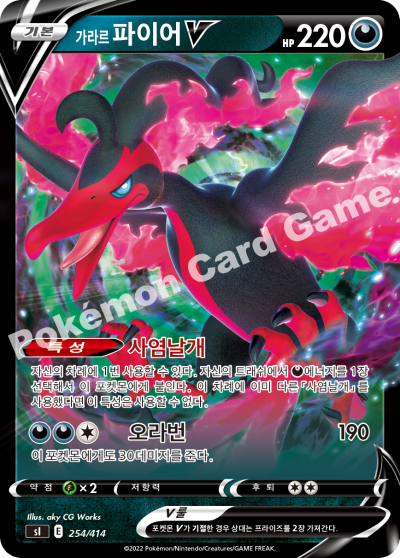 기본 가라르 파이어 V HP 220
Pokémon Card Game.
특성 사염날개
자신의 차례에 1번 사용할 수 있다. 자신의 트래쉬에서 에너지를 1장
선택해서 이 포켓몬에게 붙인다. 이 차례에 이미 다른 「사염날개」를
사용했다면 이 특성은 사용할 수 없다.
오라번 190
이 포켓몬에게도 30데미지를 준다.
약점 ×2 저항력 후퇴
Illus. aky CG Works
sI E 254/414
V룰
포켓몬 V가 기절한 경우 상대는 프라이즈를 2장 가져간다.
©2022 Pokémon/Nintendo/Creatures/GAME FREAK.